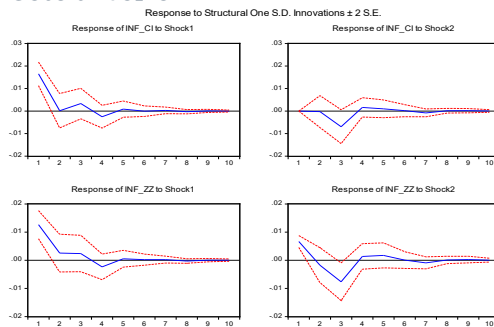 Response to Structural One S.D. Innovations ± 2 S.E.
Response of INF_CI to Shock1
.03
.02
.01
.00
-.01
-.02
1 2 3 4 5 6 7 8 9 10
Response of INF_CI to Shock2
.03
.02
.01
.00
-.01
-.02
1 2 3 4 5 6 7 8 9 10
Response of INF_ZZ to Shock1
.02
.01
.00
-.01
-.02
1 2 3 4 5 6 7 8 9 10
Response of INF_ZZ to Shock2
.02
.01
.00
-.01
-.02
1 2 3 4 5 6 7 8 9 10